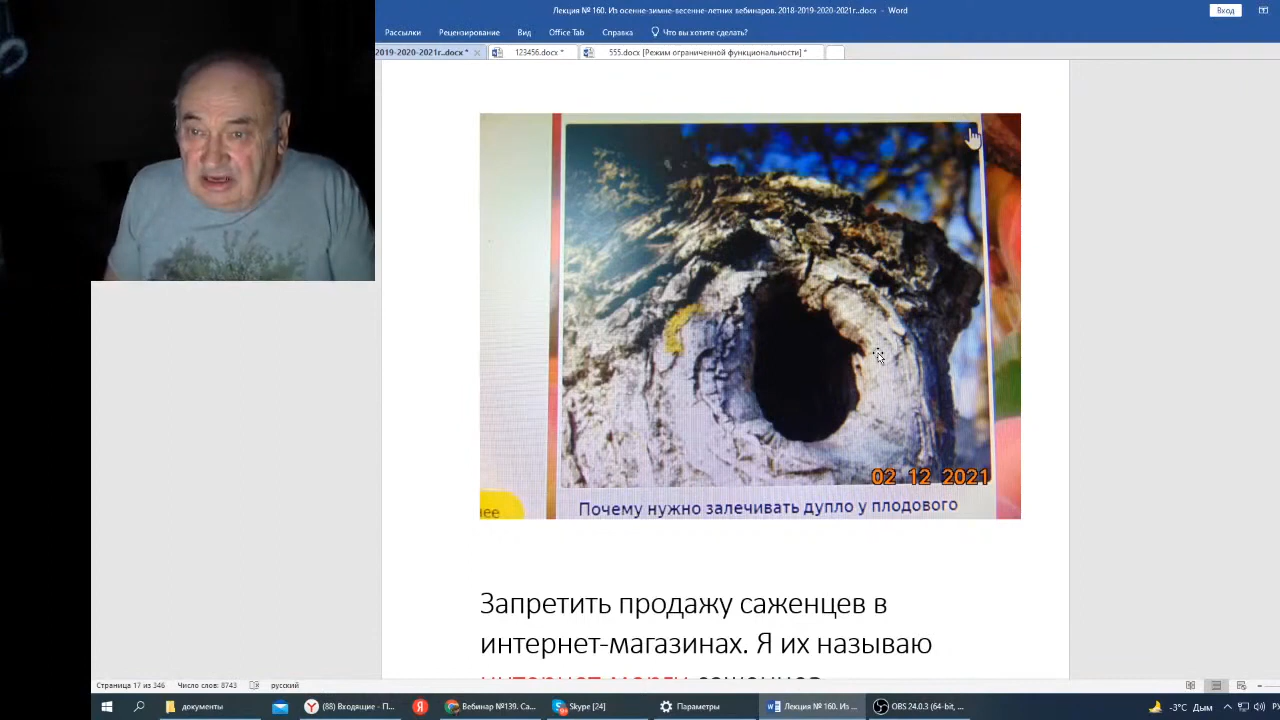 Лекция № 160. Из осенне-зимне-весенне-летних вебинаров. 2018-2019-2020-2021г..docx - Word
Вход
Рассылки Рецензирование Вид Office Tab Справка Что вы хотите сделать?
2019-2020-2021г..docx * 123456.docx * 555.docx [Режим ограниченной функциональности] *
02 12 2021
Почему нужно залечивать дупло у плодового
Запретить продажу саженцев в
интернет-магазинах. Я их называю
Страница 17 из 346 Число слов: 8743 русский
документы (88) Входящие - П... Вебинар №139. Са... Skype [24] Параметры Лекция № 160. Из ... OBS 24.0.3 (64-bit, ... -3°C Дым